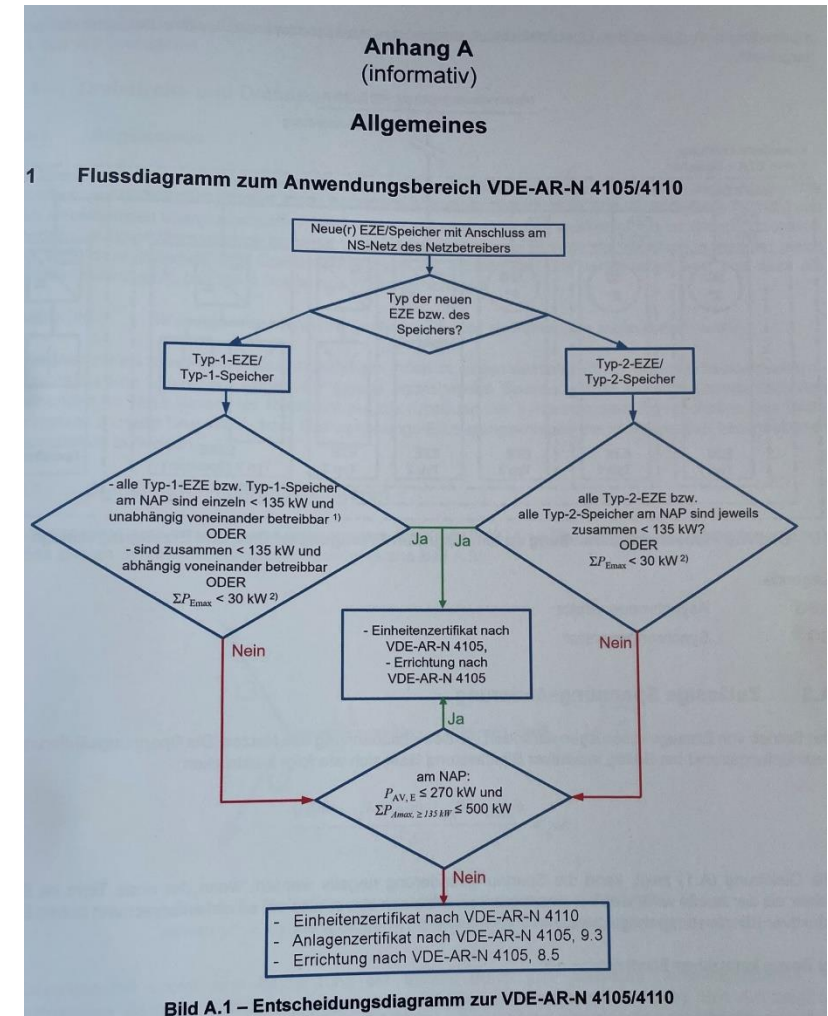 Anhang A
(informativ)
Allgemeines
1 Flussdiagramm zum Anwendungsbereich VDE-AR-N 4105/4110
Neue(r) EZE/Speicher mit Anschluss am
NS-Netz des Netzbetreibers
Typ der neuen
EZE bzw. des
Speichers?
Typ-1-EZE/
Typ-1-Speicher
Typ-2-EZE/
Typ-2-Speicher
- alle Typ-1-EZE bzw. Typ-1-Speicher
am NAP sind einzeln < 135 kW und
unabhängig voneinander betreibbar 1)
ODER
- sind zusammen < 135 kW und
abhängig voneinander betreibbar
ODER
ΣPEmax < 30 kW 2)
alle Typ-2-EZE bzw.
alle Typ-2-Speicher am NAP sind jeweils
zusammen < 135 kW?
ODER
ΣPEmax < 30 kW 2)
Ja
Ja
Nein
- Einheitenzertifikat nach
VDE-AR-N 4105,
- Errichtung nach
VDE-AR-N 4105
Nein
Ja
am NAP:
PAV, E ≤ 270 kW und
ΣPAmax, ≥ 135 kW ≤ 500 kW
Nein
- Einheitenzertifikat nach VDE-AR-N 4110
- Anlagenzertifikat nach VDE-AR-N 4105, 9.3
- Errichtung nach VDE-AR-N 4105, 8.5
Bild A.1 – Entscheidungsdiagramm zur VDE-AR-N 4105/4110